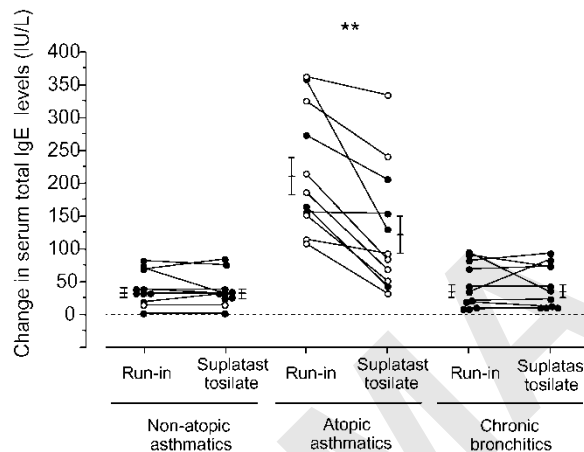 **
Change in serum total IgE levels (IU/L)
400
350
300
250
200
150
100
50
0
Run-in
Suplatast
tosilate
Run-in
Suplatast
tosilate
Run-in
Suplatast
tosilate
Non-atopic
asthmatics
Atopic
asthmatics
Chronic
bronchitics